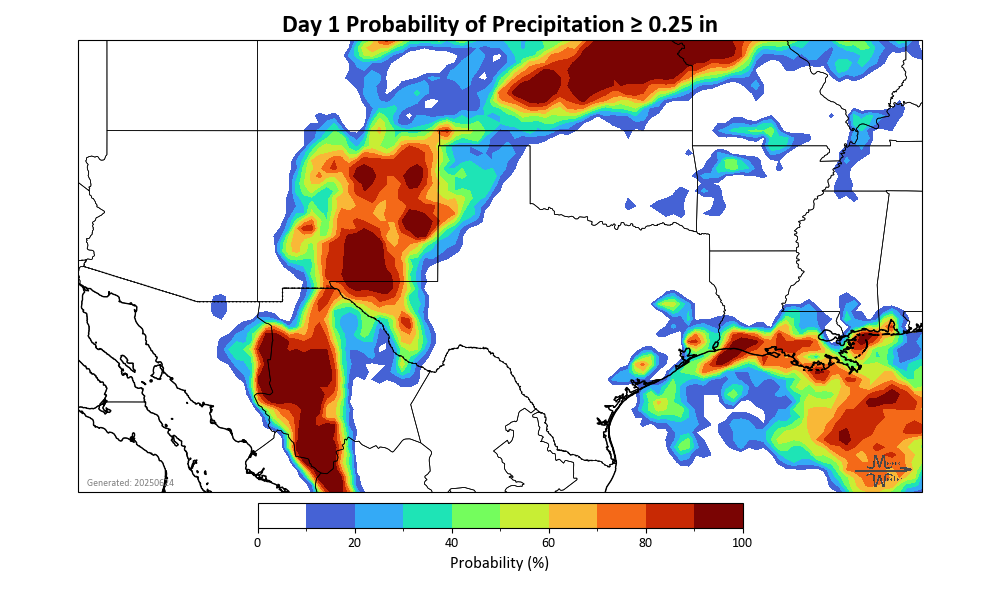 Day 1 Probability of Precipitation ≥ 0.25 in
Generated: 20250624
0 20 40 60 80 100
Probability (%)